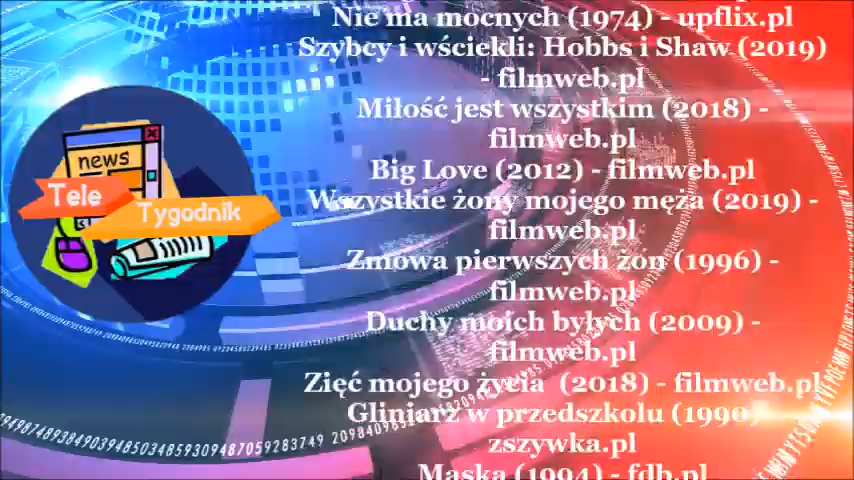 Nie ma mocnych (1974) - upflix.pl
Szybcy i wściekli: Hobbs i Shaw (2019)
- filmweb.pl
Miłość jest wszystkim (2018) -
filmweb.pl
Big Love (2012) - filmweb.pl
Wszystkie żony mojego męża (2019) -
filmweb.pl
Zmowa pierwszych żon (1996) -
filmweb.pl
Duchy moich byłych (2009) -
filmweb.pl
Zięć mojego życia (2018) - filmweb.pl
Gliniarz w przedszkolu (1990)
zszywka.pl
Maska (1994) - fdb.pl
news
Tele
Tygodnik